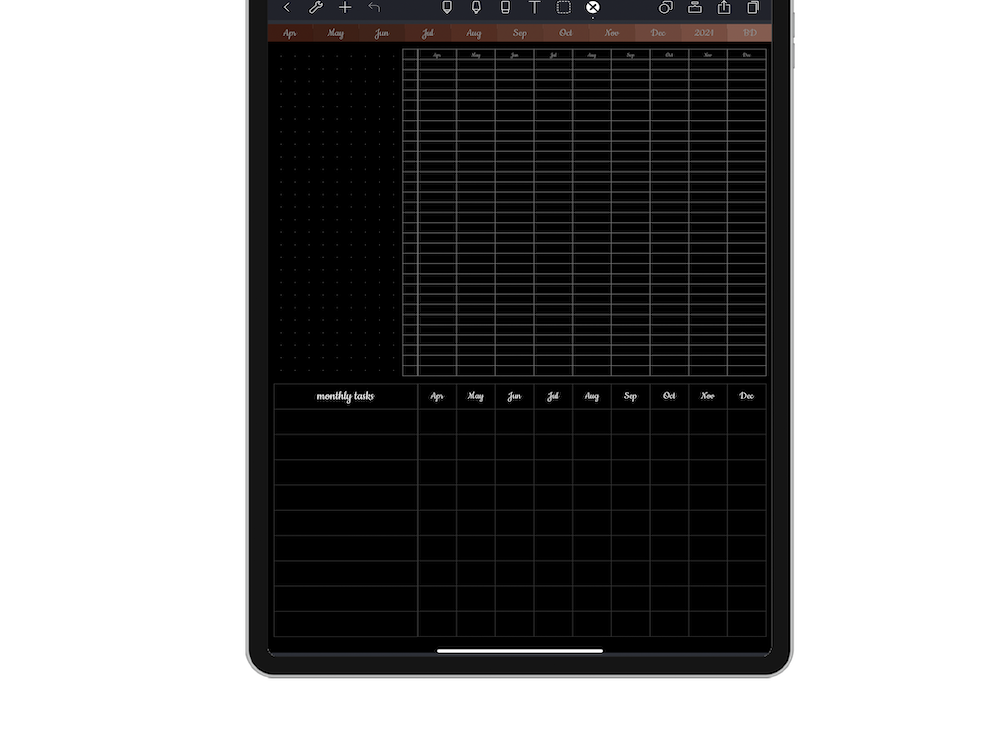 Apr May Jun Jul Aug Sep Oct Nov Dec 2021 BD
Apr May Jun Jul Aug Sep Oct Nov Dec
monthly tasks Apr May Jun Jul Aug Sep Oct Nov Dec